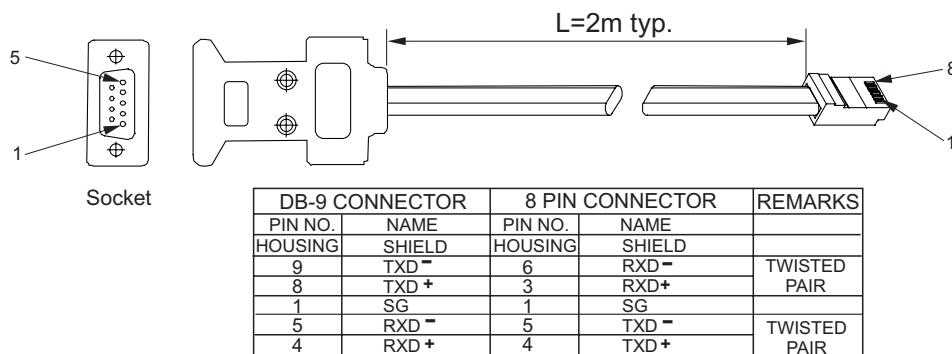 L=2m typ.
5
1
8
1
Socket
DB-9 CONNECTOR 8 PIN CONNECTOR REMARKS
PIN NO. NAME PIN NO. NAME
HOUSING SHIELD HOUSING SHIELD
9 TXD- 6 RXD- TWISTED PAIR
8 TXD+ 3 RXD+
1 SG 1 SG
5 RXD- 5 TXD- TWISTED PAIR
4 RXD+ 4 TXD+